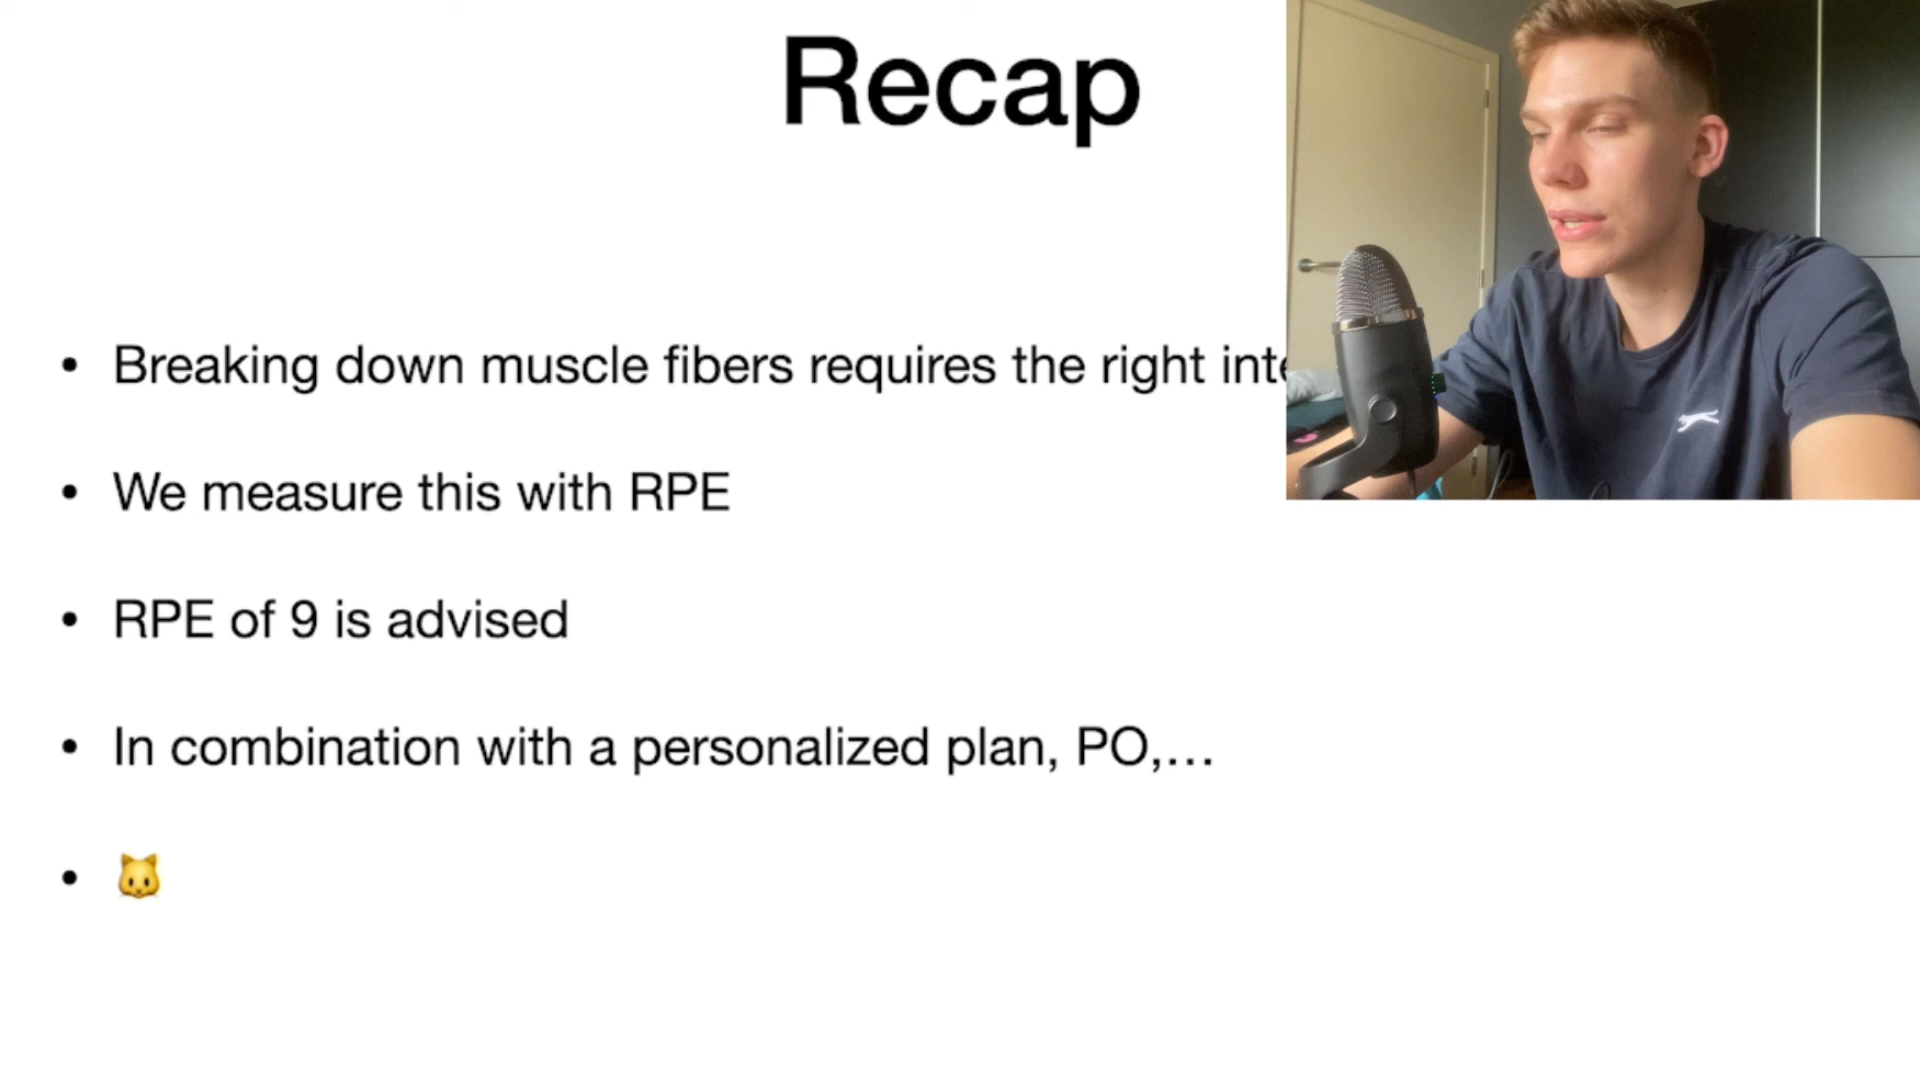 Recap
• Breaking down muscle fibers requires the right
• We measure this with RPE
• RPE of 9 is advised
• In combination with a personalized plan, PO,…
• 🐱